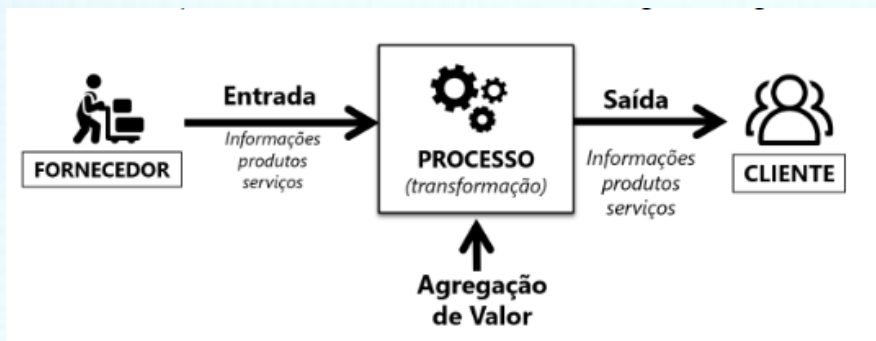 FORNECEDOR
Entrada
Informações
produtos
serviços
PROCESSO
(transformação)
Agregação
de Valor
Saída
Informações
produtos
serviços
CLIENTE